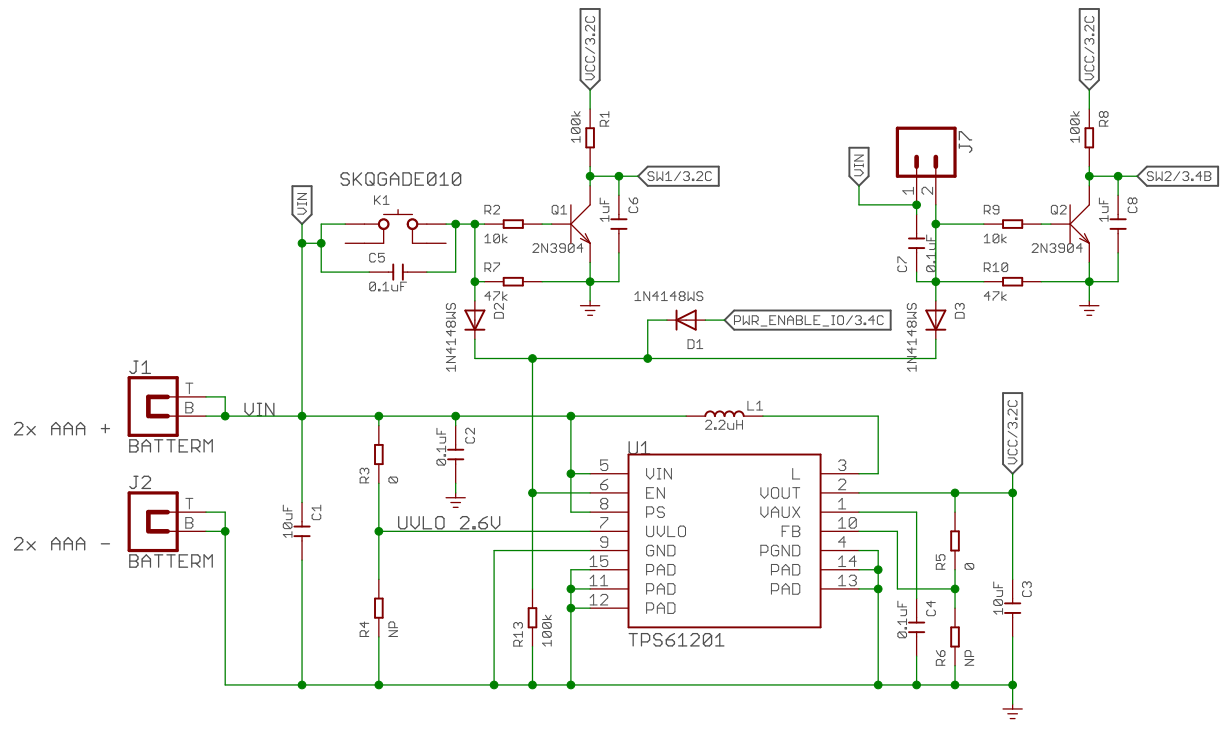 VCC/3.2C
100k
R1
SW1/3.2C
SKQGADE010
K1
VIN
R2
10k
Q1
2N3904
1uF
C6
C5
0.1uF
R7
47k
1N4148WS
D2
1N4148WS
D1
PWR_ENABLE_IO/3.4C
VCC/3.2C
100k
R8
SW2/3.4B
J7
VIN
1
2
R9
10k
Q2
2N3904
1uF
C8
C7
0.1uF
R10
47k
1N4148WS
D3
J1
T
B
BATTERM
2x AAA +
VIN
J2
T
B
BATTERM
2x AAA -
10uF
C1
R3
0
0.1uF
C2
UVLO 2.6V
R4
NP
R13
100k
L1
2.2uH
U1
5 VIN
6 EN
8 PS
7 UVLO
9 GND
15 PAD
11 PAD
12 PAD
L 3
VOUT 2
VAUX 1
FB 10
PGND 4
PAD 14
PAD 13
TPS61201
VCC/3.2C
R5
0
0.1uF
C4
R6
NP
10uF
C3